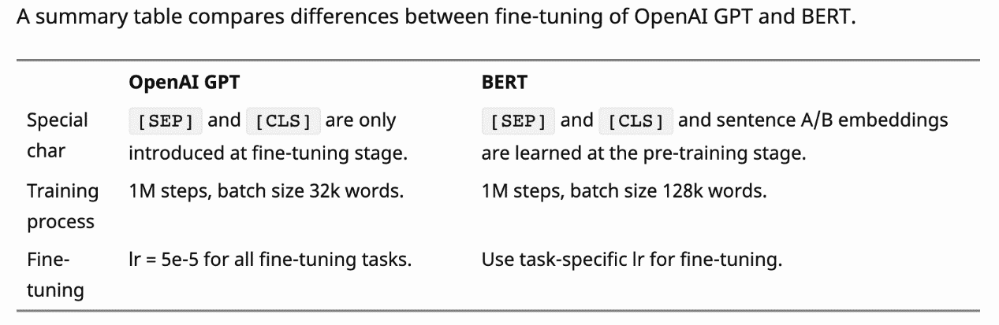 A summary table compares differences between fine-tuning of OpenAI GPT and BERT.
OpenAI GPT BERT
Special char [SEP] and [CLS] are only introduced at fine-tuning stage. [SEP] and [CLS] and sentence A/B embeddings are learned at the pre-training stage.
Training process 1M steps, batch size 32k words. 1M steps, batch size 128k words.
Fine-tuning lr = 5e-5 for all fine-tuning tasks. Use task-specific lr for fine-tuning.